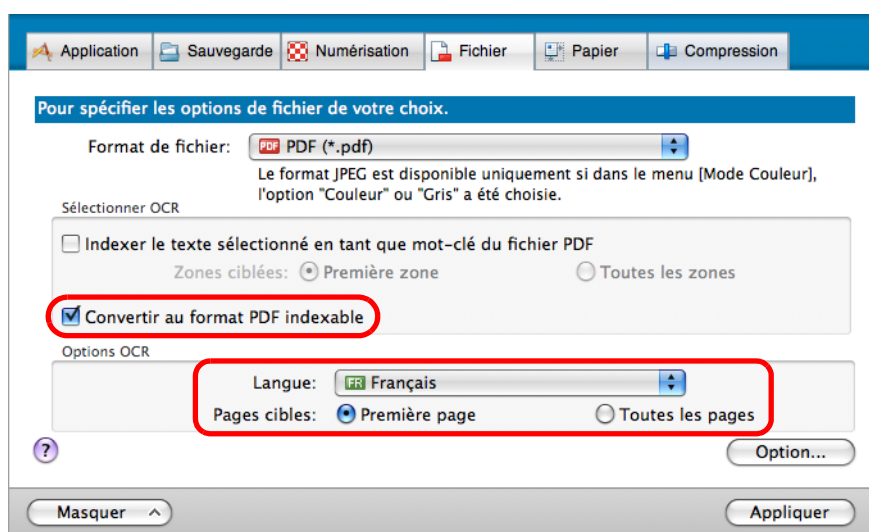 Application Sauvegarde Numérisation Fichier Papier Compression
Pour spécifier les options de fichier de votre choix.
Format de fichier: PDF PDF (*.pdf)
Le format JPEG est disponible uniquement si dans le menu [Mode Couleur],
l'option "Couleur" ou "Gris" a été choisie.
Sélectionner OCR
Indexer le texte sélectionné en tant que mot-clé du fichier PDF
Zones ciblées: Première zone Toutes les zones
Convertir au format PDF indexable
Options OCR
Langue: FR Français
Pages cibles: Première page Toutes les pages
? Option...
Masquer Appliquer